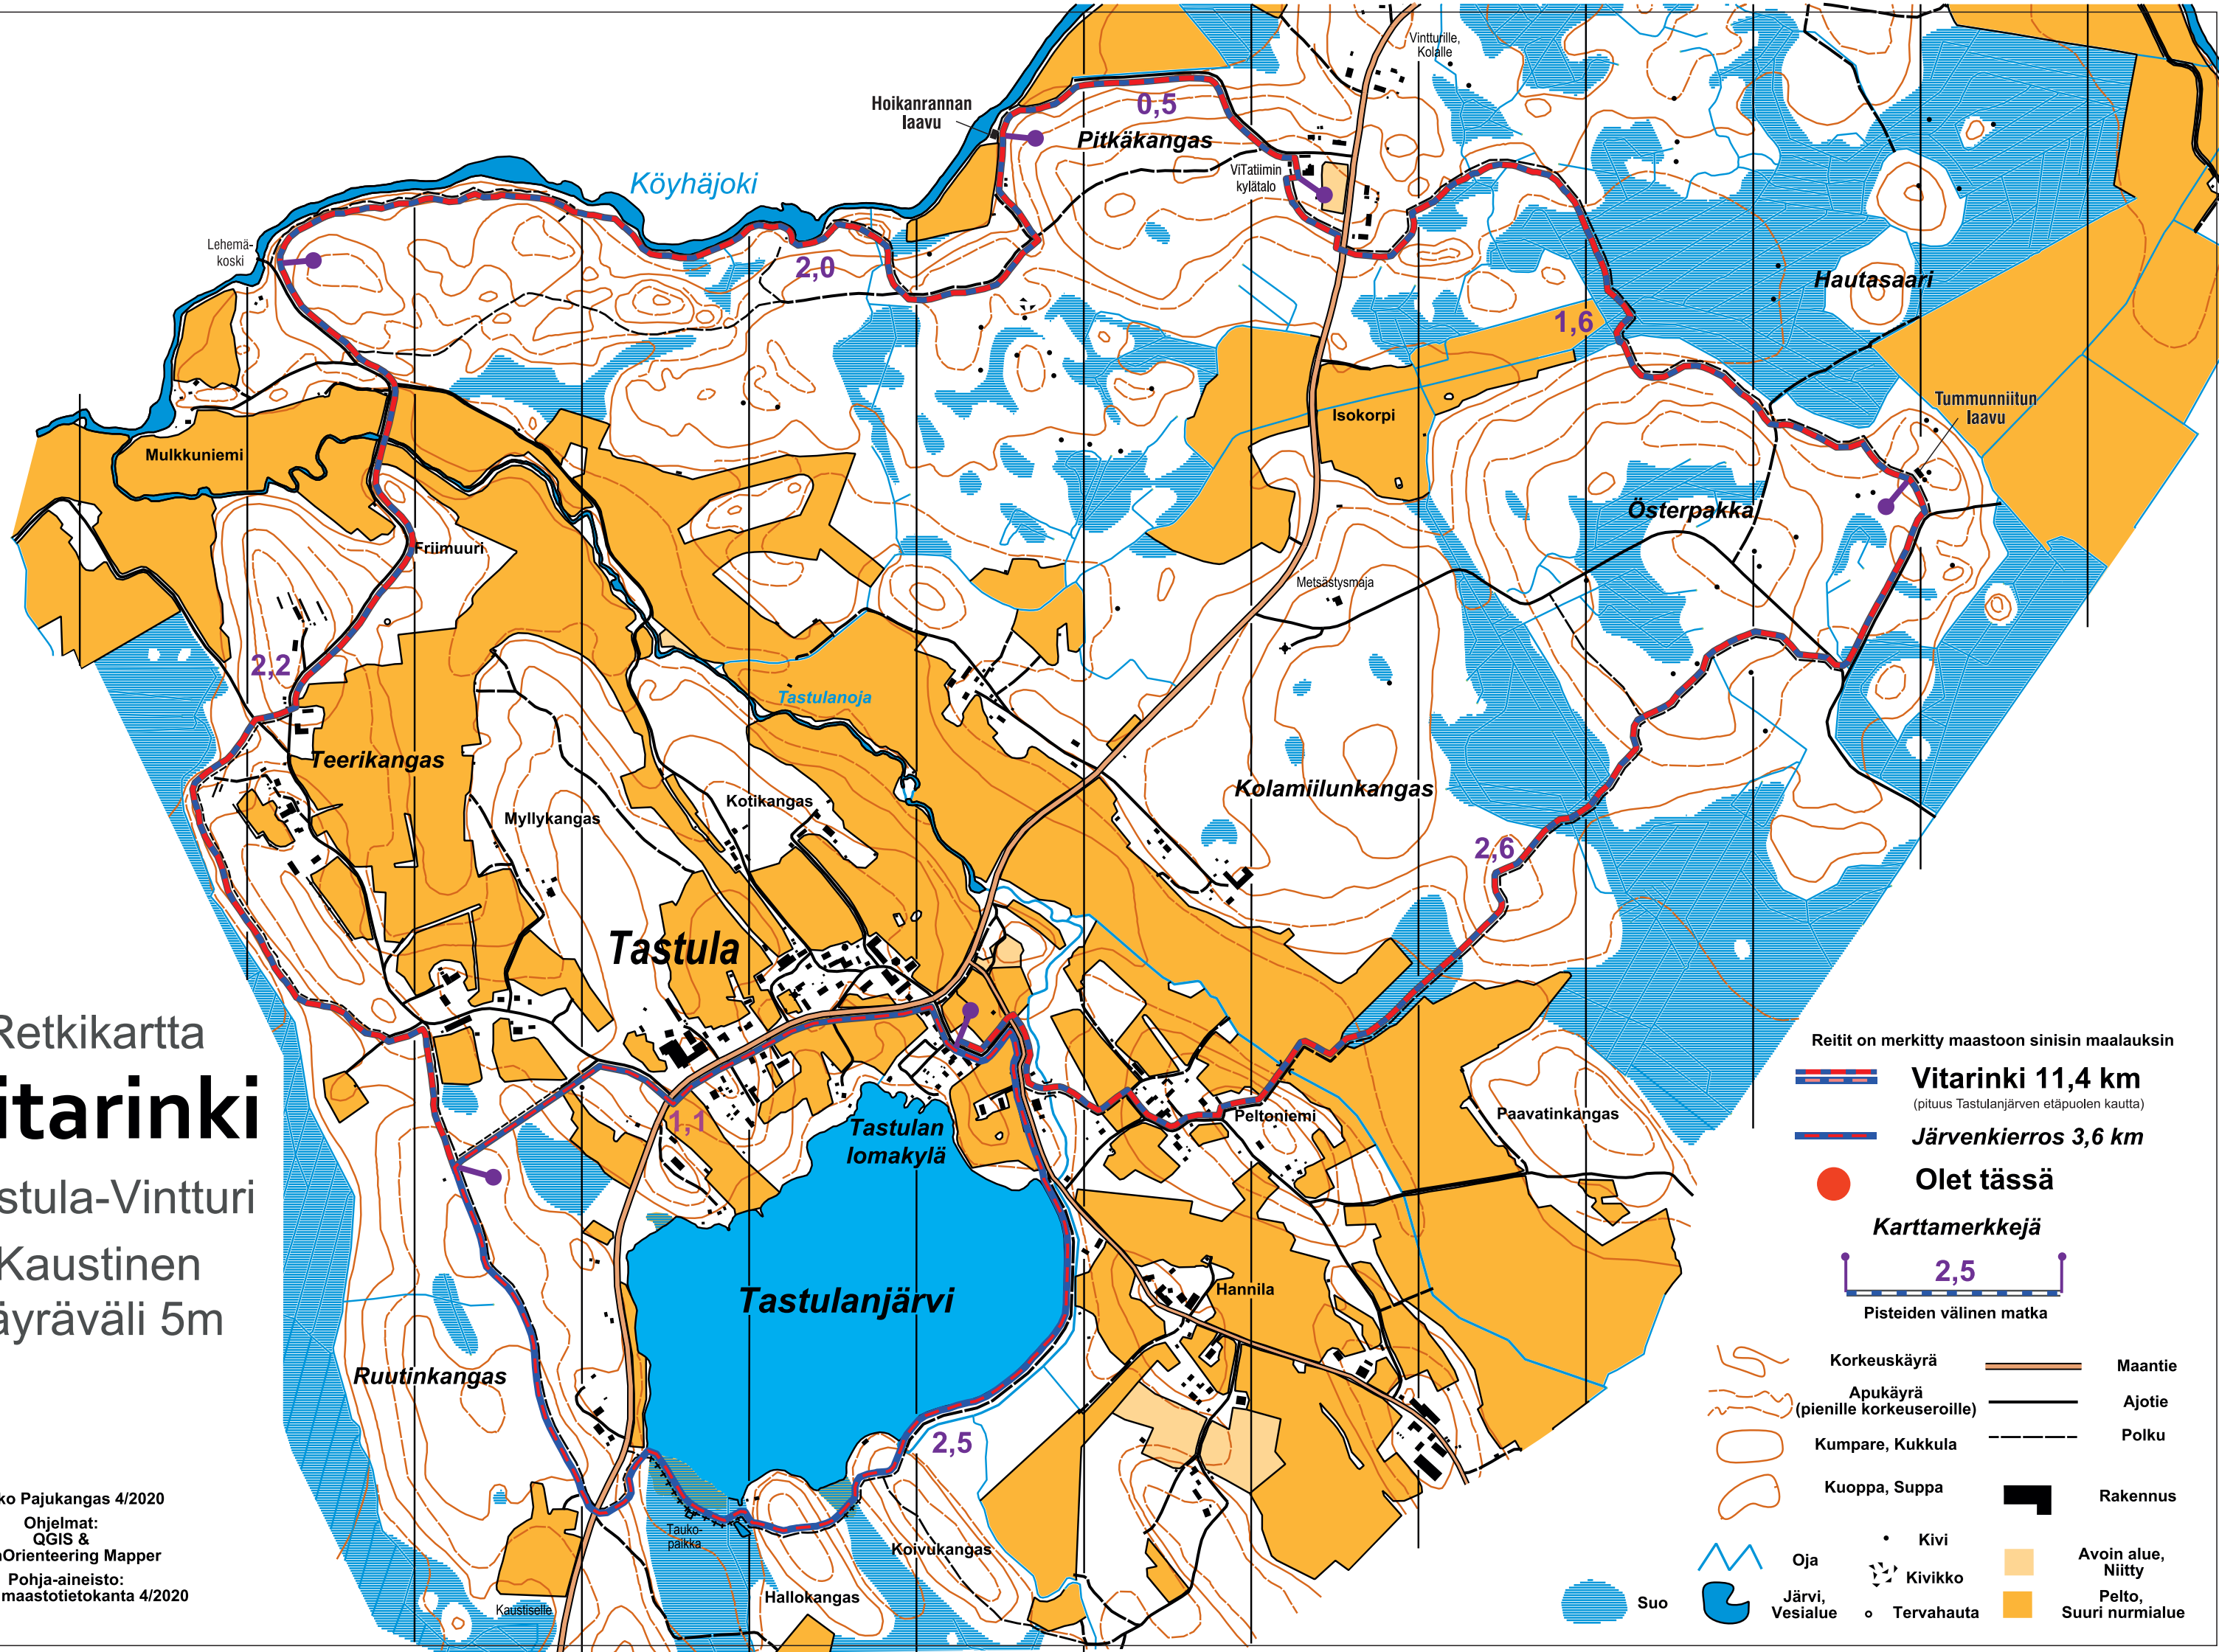 Vintturille,
Kolalle
Hoikanrannan
laavu
0,5
Pitkäkangas
ViTatiimin
kylätalo
Köyhäjoki
Lehemä-
koski
2,0
Hautasaari
1,6
Isokorpi
Tummunniitun
laavu
Mulkkuniemi
Österpakka
Friimuuri
Metsästysmaja
2,2
Tastulanoja
Teerikangas
Kotikangas
Myllykangas
Kolamiilunkangas
2,6
Tastula
1,1
Tastulan
lomakylä
Peltoniemi
Paavatinkangas
Tastulanjärvi
Hannila
Ruutinkangas
2,5
Tauko-
paikka
Koivukangas
Hallokangas
Kaustiselle
Retkikartta
itarinki
stula-Vintturi
Kaustinen
äyräväli 5m
ko Pajukangas 4/2020
Ohjelmat:
QGIS &
Orienteering Mapper
Pohja-aineisto:
maastotietokanta 4/2020
Reitit on merkitty maastoon sinisin maalauksin
Vitarinki 11,4 km
(pituus Tastulanjärven etäpuolen kautta)
Järvenkierros 3,6 km
Olet tässä
Karttamerkkejä
2,5
Pisteiden välinen matka
Korkeuskäyrä
Maantie
Apukäyrä
(pienille korkeuseroille)
Ajotie
Kumpare, Kukkula
Polku
Kuoppa, Suppa
Rakennus
Kivi
Oja
Kivikko
Avoin alue,
Niitty
Suo
Järvi,
Vesialue
Tervahauta
Pelto,
Suuri nurmialue